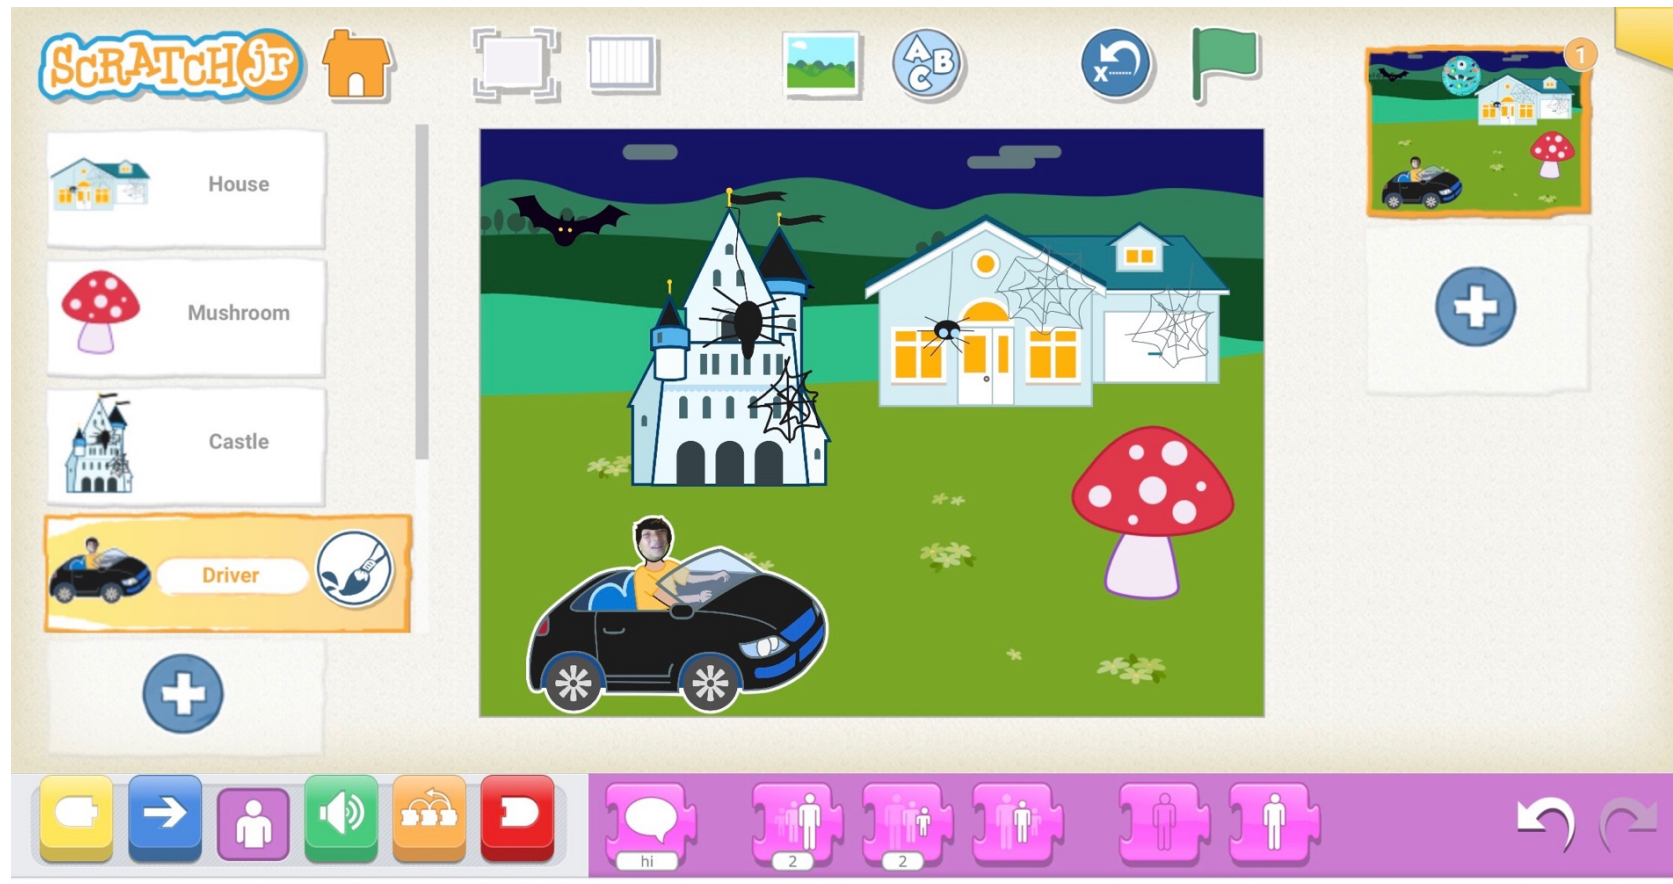 SCRATCHJr
A B C
X
1
House
Mushroom
Castle
Driver
hi
2
2